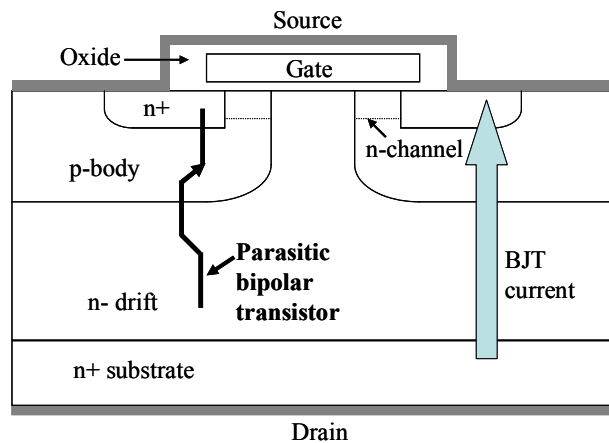 Source
Oxide
Gate
n+
n-channel
p-body
Parasitic
bipolar
transistor
BJT
current
n- drift
n+ substrate
Drain